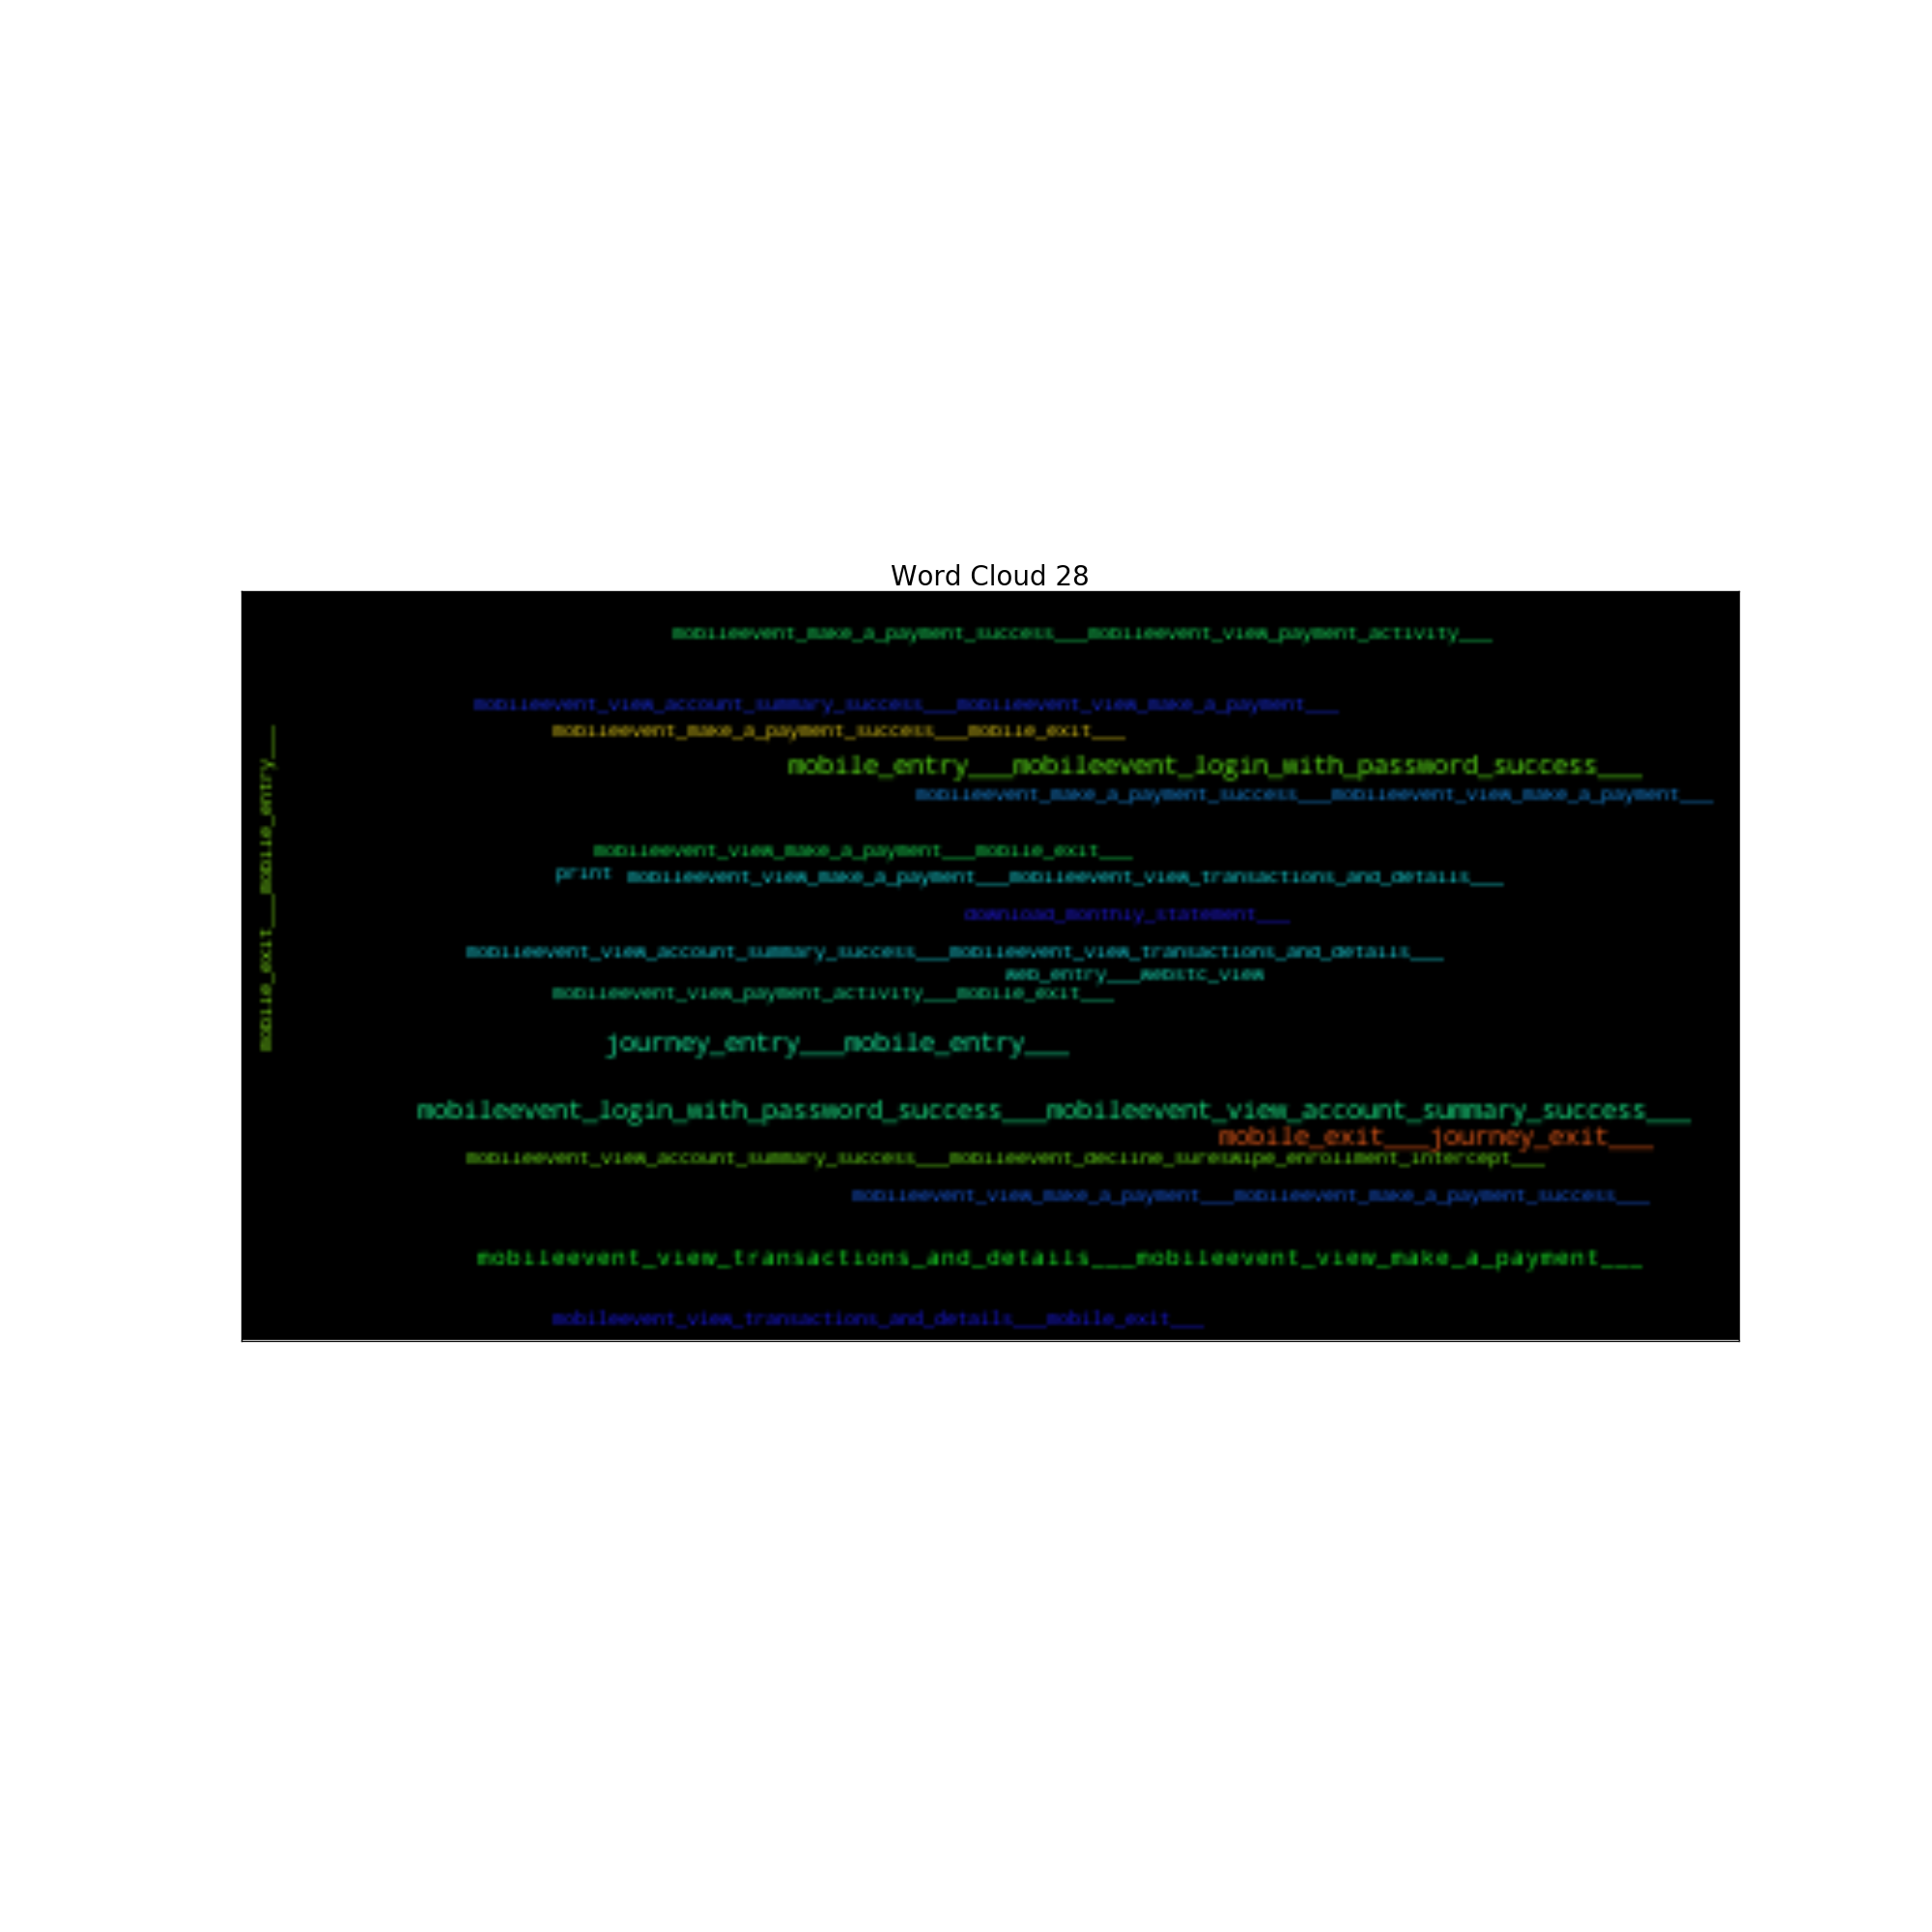 Word Cloud 28
mobileevent_make_a_payment_success___mobileevent_view_payment_activity___
mobileevent_view_account_summary_success___mobileevent_view_make_a_payment___
mobileevent_make_a_payment_success___mobile_exit___
mobile_entry___mobileevent_login_with_password_success___
mobileevent_make_a_payment_success___mobileevent_view_make_a_payment___
mobile_exit___mobile_entry___
mobileevent_view_make_a_payment___mobile_exit___
print
mobileevent_view_make_a_payment___mobileevent_view_transactions_and_details___
download_monthly_statement___
mobileevent_view_account_summary_success___mobileevent_view_transactions_and_details___
web_entry___webstc_view
mobileevent_view_payment_activity___mobile_exit___
journey_entry___mobile_entry___
mobileevent_login_with_password_success___mobileevent_view_account_summary_success___
mobile_exit___journey_exit___
mobileevent_view_account_summary_success___mobileevent_decline_sureswipe_enrollment_intercept___
mobileevent_view_make_a_payment___mobileevent_make_a_payment_success___
mobileevent_view_transactions_and_details___mobileevent_view_make_a_payment___
mobileevent_view_transactions_and_details___mobile_exit___